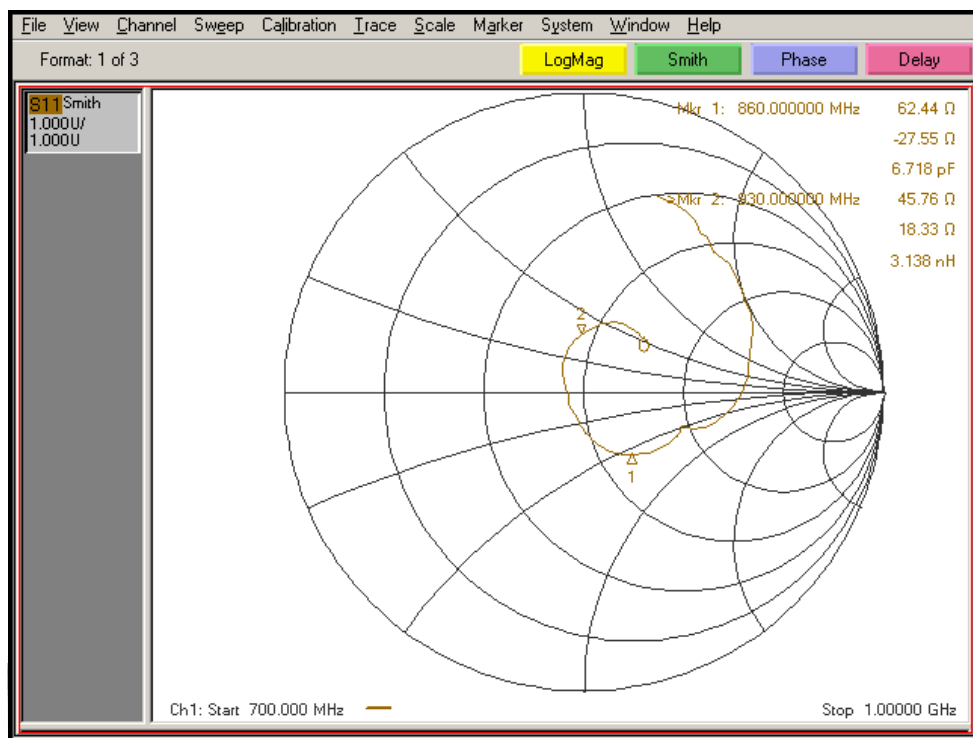 File View Channel Sweep Calibration Trace Scale Marker System Window Help
Format: 1 of 3 LogMag Smith Phase Delay
S11 Smith
1.000U/
1.000U
Mkr 1: 860.000000 MHz 62.44 Ω
-27.55 Ω
6.718 pF
>Mkr 2: 930.000000 MHz 45.76 Ω
18.33 Ω
3.138 nH
2
1
Ch1: Start 700.000 MHz Stop 1.00000 GHz